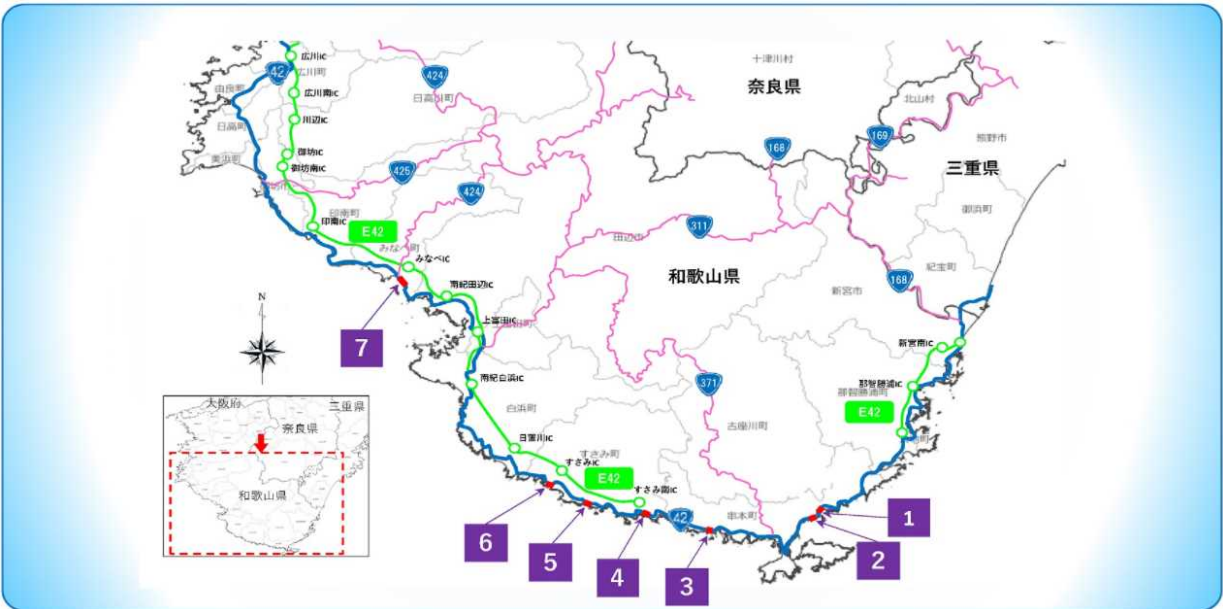 広川IC
広川町
42
由良町
広川南IC
日高町
川辺IC
美浜町
御坊IC
御坊南IC
424
日高川町
十津川村
奈良県
北山村
169
熊野市
168
三重県
425
424
御浜町
印南町
印南IC
E42
みなべ町
みなべIC
311
田辺市
和歌山県
紀宝町
168
新宮市
南紀田辺IC
上富田IC
7
N
新宮南IC
371
那智勝浦IC
那智勝浦町
E42
南紀白浜IC
白浜町
古座川町
日置川IC
すさみ町
すさみIC
E42
すさみ南IC
42
串本町
大阪府
三重県
奈良県
和歌山県
1
2
3
4
5
6